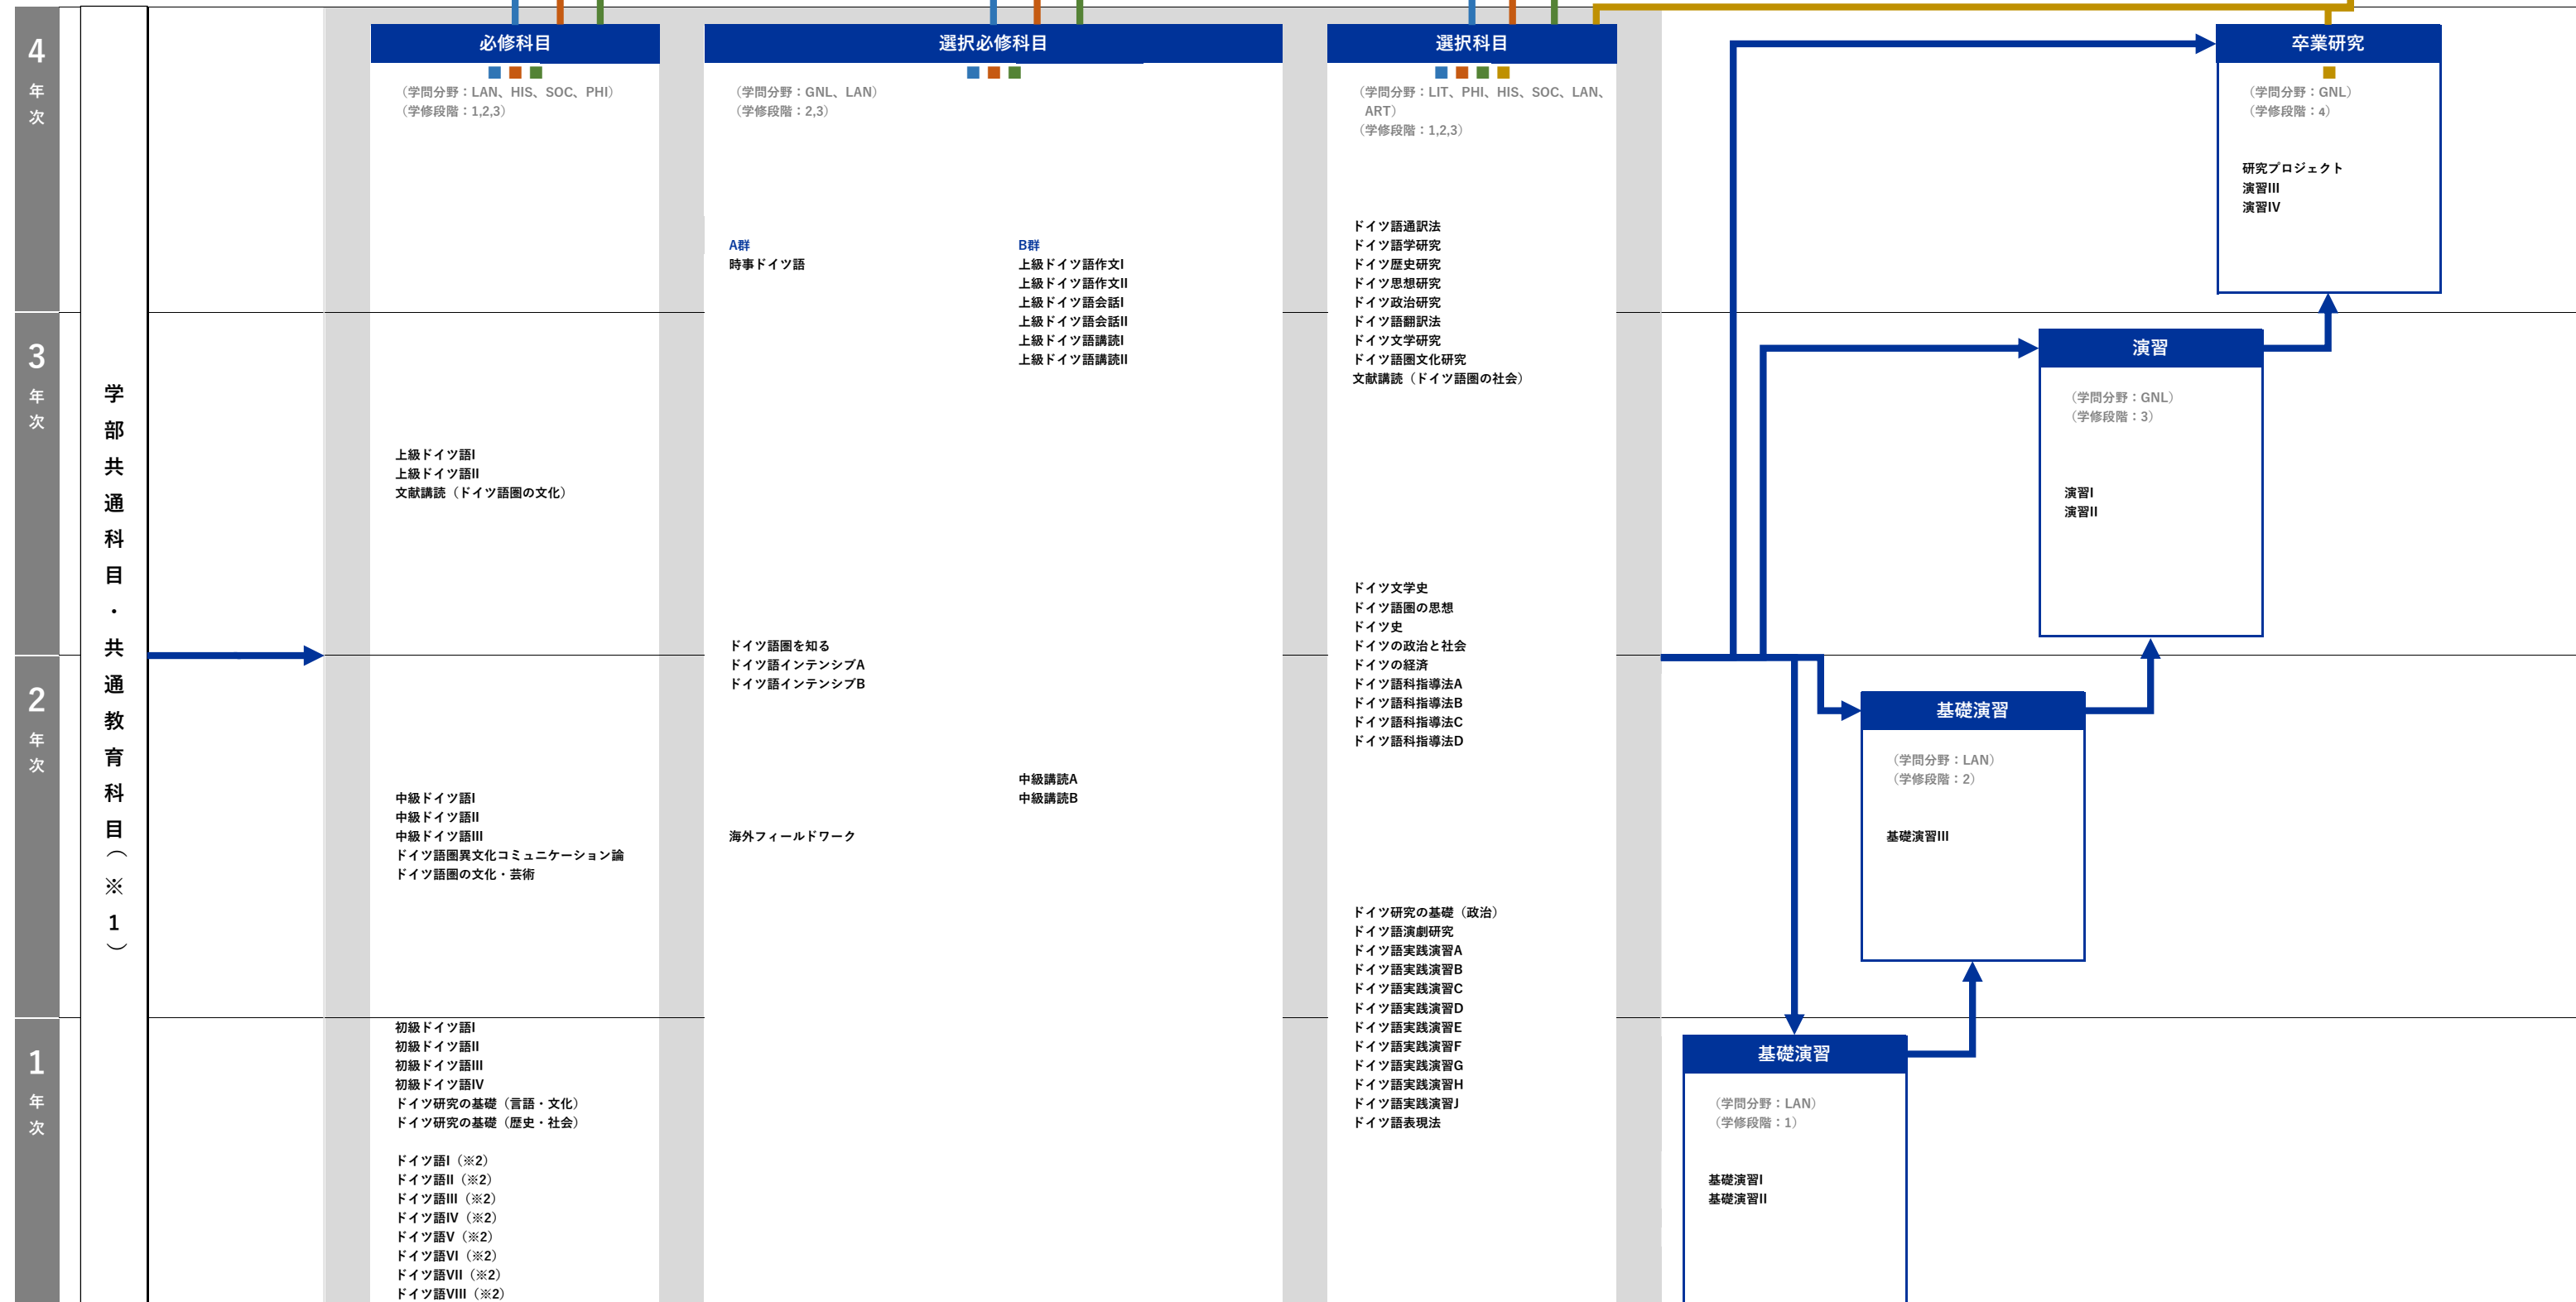 4
年
次
3
年
次
2
年
次
1
年
次
学部共通科目・共通教育科目（※1）
必修科目
（学問分野：LAN、HIS、SOC、PHI）
（学修段階：1,2,3）
上級ドイツ語I
上級ドイツ語II
文献講読（ドイツ語圏の文化）
中級ドイツ語I
中級ドイツ語II
中級ドイツ語III
ドイツ語圏異文化コミュニケーション論
ドイツ語圏の文化・芸術
初級ドイツ語I
初級ドイツ語II
初級ドイツ語III
初級ドイツ語IV
ドイツ研究の基礎（言語・文化）
ドイツ研究の基礎（歴史・社会）
ドイツ語I（※2）
ドイツ語II（※2）
ドイツ語III（※2）
ドイツ語IV（※2）
ドイツ語V（※2）
ドイツ語VI（※2）
ドイツ語VII（※2）
ドイツ語VIII（※2）
選択必修科目
（学問分野：GNL、LAN）
（学修段階：2,3）
A群
時事ドイツ語
ドイツ語圏を知る
ドイツ語インテンシブA
ドイツ語インテンシブB
海外フィールドワーク
B群
上級ドイツ語作文I
上級ドイツ語作文II
上級ドイツ語会話I
上級ドイツ語会話II
上級ドイツ語講読I
上級ドイツ語講読II
中級講読A
中級講読B
選択科目
（学問分野：LIT、PHI、HIS、SOC、LAN、
ART）
（学修段階：1,2,3）
ドイツ語通訳法
ドイツ語学研究
ドイツ歴史研究
ドイツ思想研究
ドイツ政治研究
ドイツ語翻訳法
ドイツ文学研究
ドイツ語圏文化研究
文献講読（ドイツ語圏の社会）
ドイツ文学史
ドイツ語圏の思想
ドイツ史
ドイツの政治と社会
ドイツの経済
ドイツ語科指導法A
ドイツ語科指導法B
ドイツ語科指導法C
ドイツ語科指導法D
ドイツ研究の基礎（政治）
ドイツ語演劇研究
ドイツ語実践演習A
ドイツ語実践演習B
ドイツ語実践演習C
ドイツ語実践演習D
ドイツ語実践演習E
ドイツ語実践演習F
ドイツ語実践演習G
ドイツ語実践演習H
ドイツ語実践演習J
ドイツ語表現法
卒業研究
（学問分野：GNL）
（学修段階：4）
研究プロジェクト
演習III
演習IV
演習
（学問分野：GNL）
（学修段階：3）
演習I
演習II
基礎演習
（学問分野：LAN）
（学修段階：2）
基礎演習III
基礎演習
（学問分野：LAN）
（学修段階：1）
基礎演習I
基礎演習II